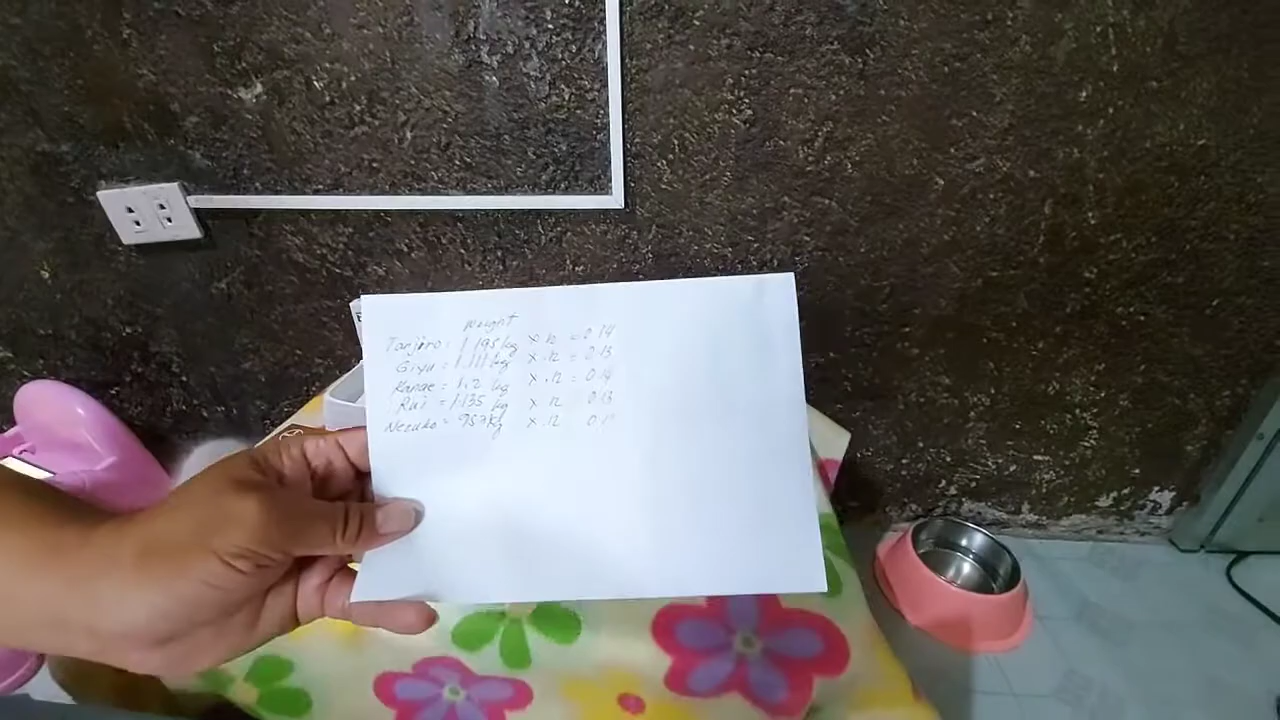 Weight
Tanjiro = 1.195 kg x .12 = 0.14
Giyu = 1.111 kg x .12 = 0.13
Kanae = 1.2 kg x .12 = 0.14
Rui = 1.135 kg x .12 0.13
Nezuko = 957 kg x .12